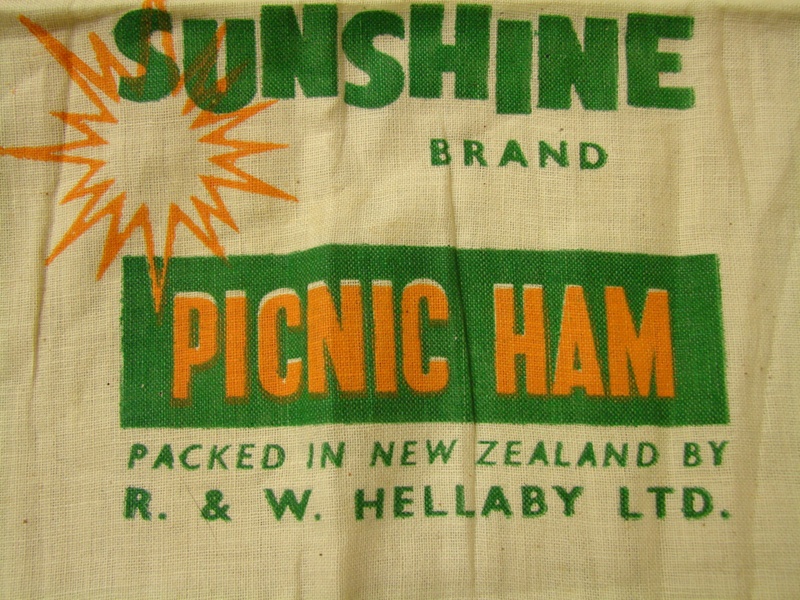 SUNSHINE
BRAND
PICNIC HAM
PACKED IN NEW ZEALAND BY
R. & W. HELLABY LTD.